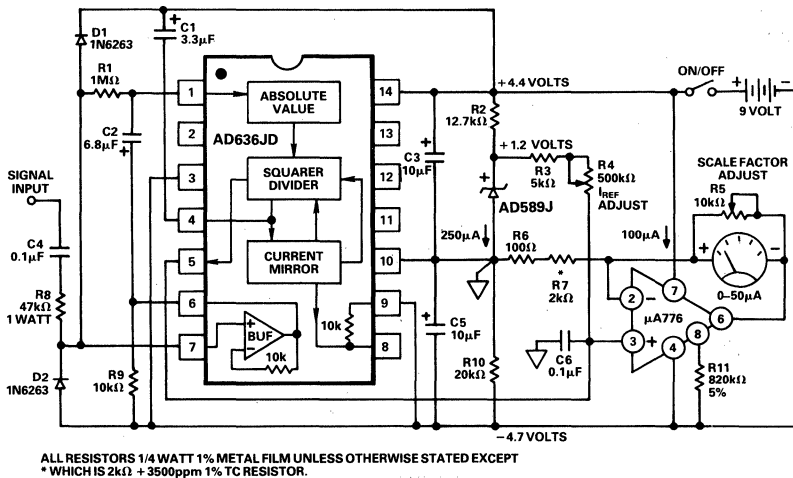 D1
1N6263
C1
3.3μF
+
R1
1MΩ
C2
6.8μF
+
SIGNAL
INPUT
C4
0.1μF
R8
47kΩ
1 WATT
D2
1N6263
R9
10kΩ
1
2
3
4
5
6
7
14
13
12
11
10
9
8
ABSOLUTE
VALUE
AD636JD
SQUARER
DIVIDER
CURRENT
MIRROR
+
BUF
−
10k
10k
+
C3
10μF
+
C5
10μF
+4.4 VOLTS
R2
12.7kΩ
+1.2 VOLTS
+
R3
5kΩ
R4
500kΩ
IREF
ADJUST
AD589J
250μA
R6
100Ω
*
R7
2kΩ
R10
20kΩ
C6
0.1μF
−4.7 VOLTS
ON/OFF
+ −
9 VOLT
SCALE FACTOR
ADJUST
R5
10kΩ
100μA
+ −
0–50μA
2 −
7
μA776
6
3 +
8
4
R11
820kΩ
5%
ALL RESISTORS 1/4 WATT 1% METAL FILM UNLESS OTHERWISE STATED EXCEPT
* WHICH IS 2kΩ + 3500ppm 1% TC RESISTOR.